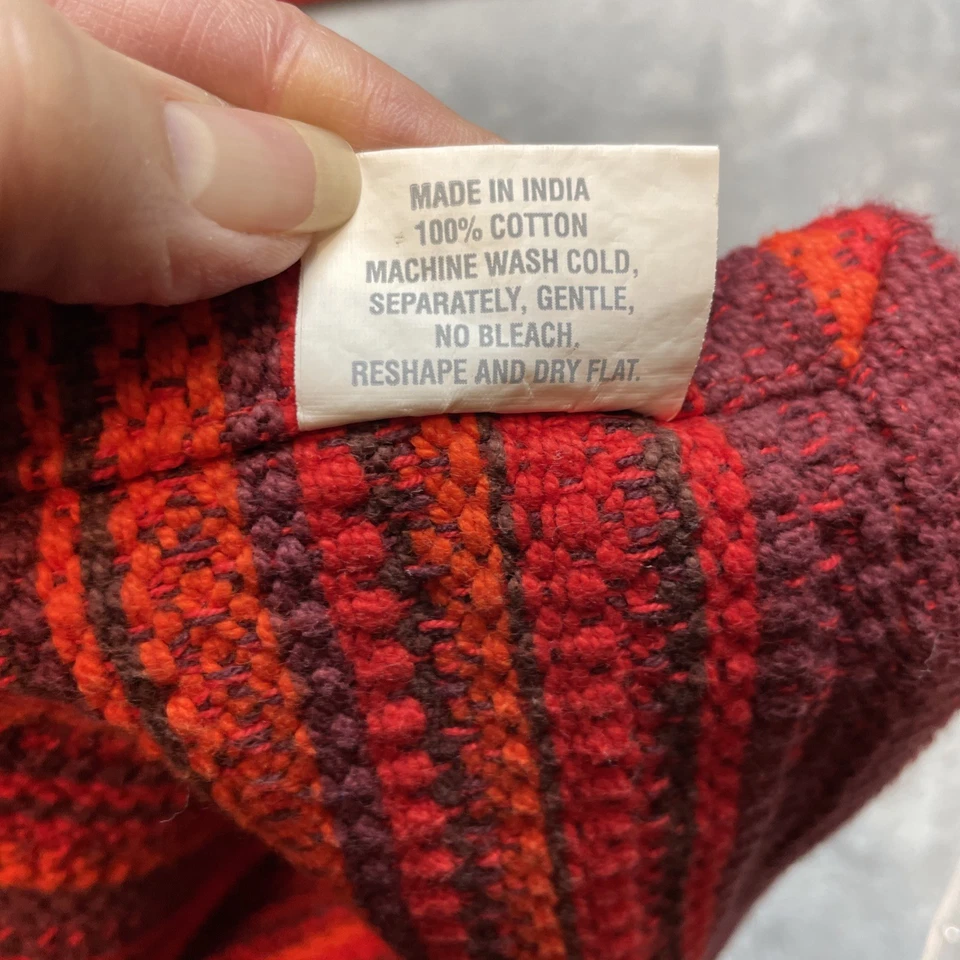 MADE IN INDIA
100% COTTON
MACHINE WASH COLD,
SEPARATELY, GENTLE,
NO BLEACH,
RESHAPE AND DRY FLAT.